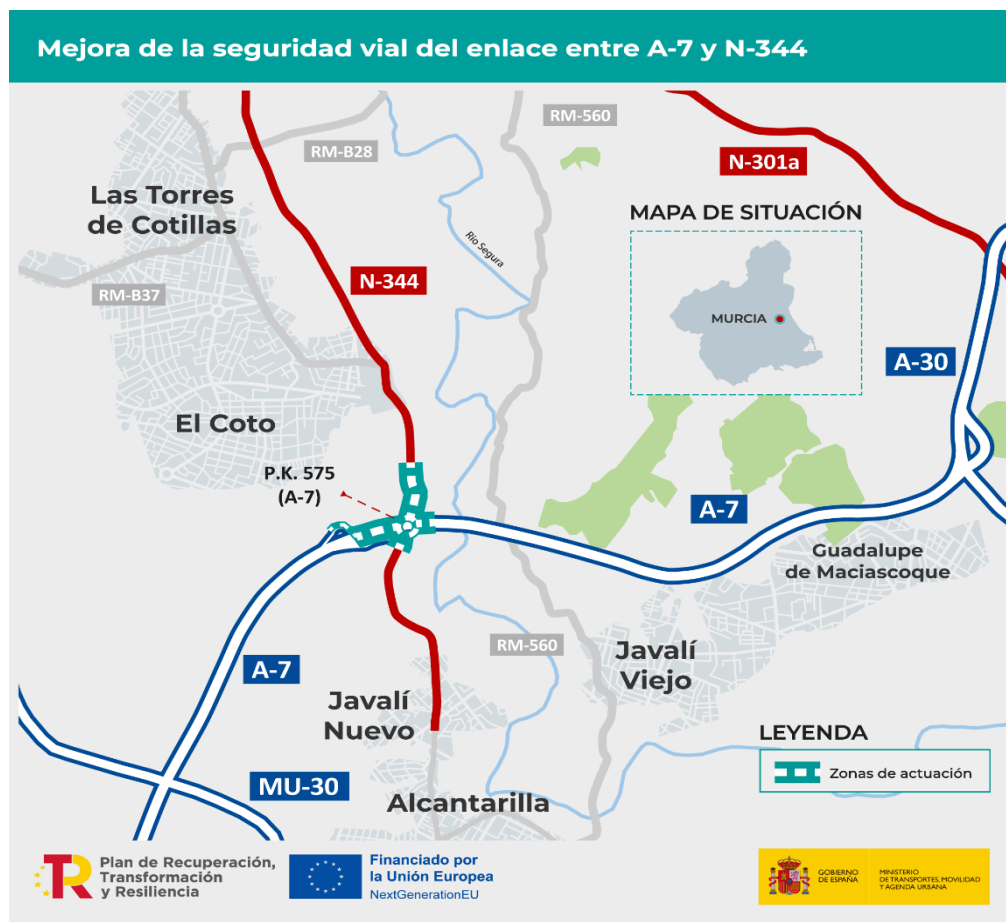 Mejora de la seguridad vial del enlace entre A-7 y N-344
RM-560
RM-B28
N-301a
Las Torres
de Cotillas
MAPA DE SITUACIÓN
Río Segura
N-344
RM-B37
MURCIA
A-30
El Coto
P.K. 575
(A-7)
A-7
Guadalupe
de Maciascoque
RM-560
Javalí
Viejo
A-7
Javalí
Nuevo
LEYENDA
Zonas de actuación
MU-30
Alcantarilla
Plan de Recuperación,
Transformación
y Resiliencia
Financiado por
la Unión Europea
NextGenerationEU
GOBIERNO
DE ESPAÑA
MINISTERIO
DE TRANSPORTES, MOVILIDAD
Y AGENDA URBANA